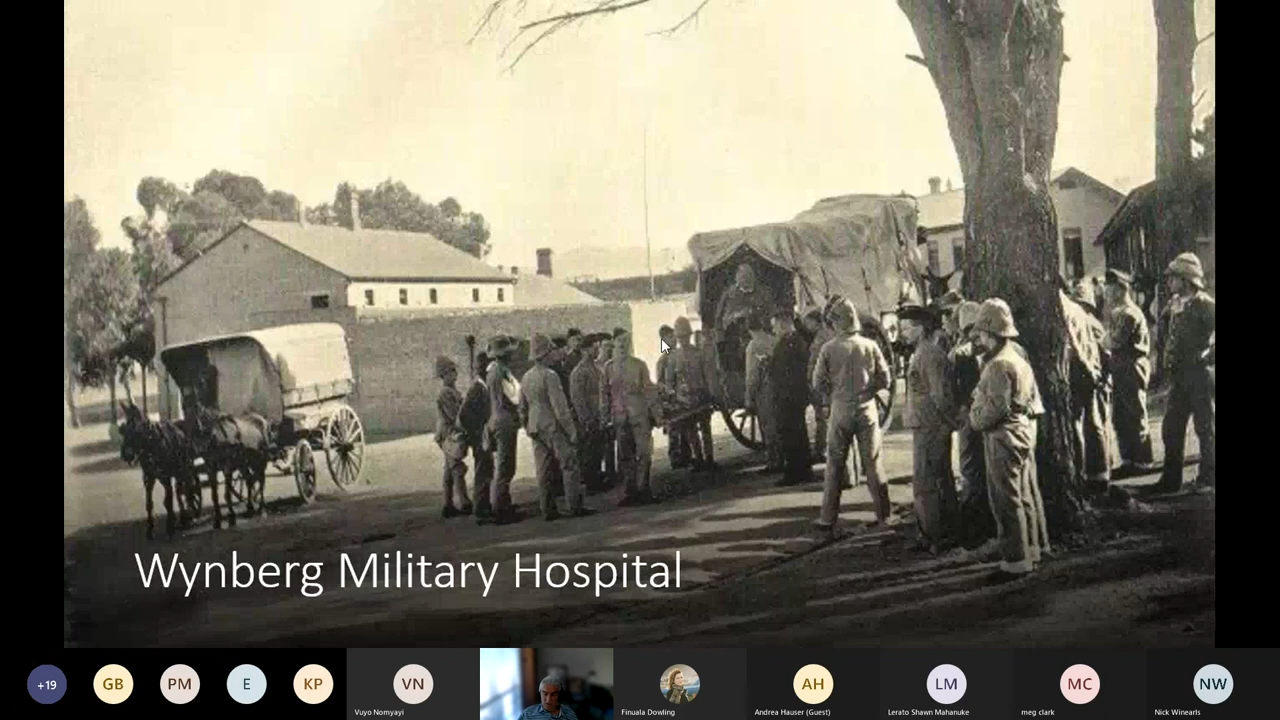 Wynberg Military Hospital
+19
GB
PM
E
KP
VN
AH
LM
MC
NW
Vuyo Nomyayi
Finuala Dowling
Andrea Hauser (Guest)
Lerato Shawn Mahanuke
meg clark
Nick Winearls